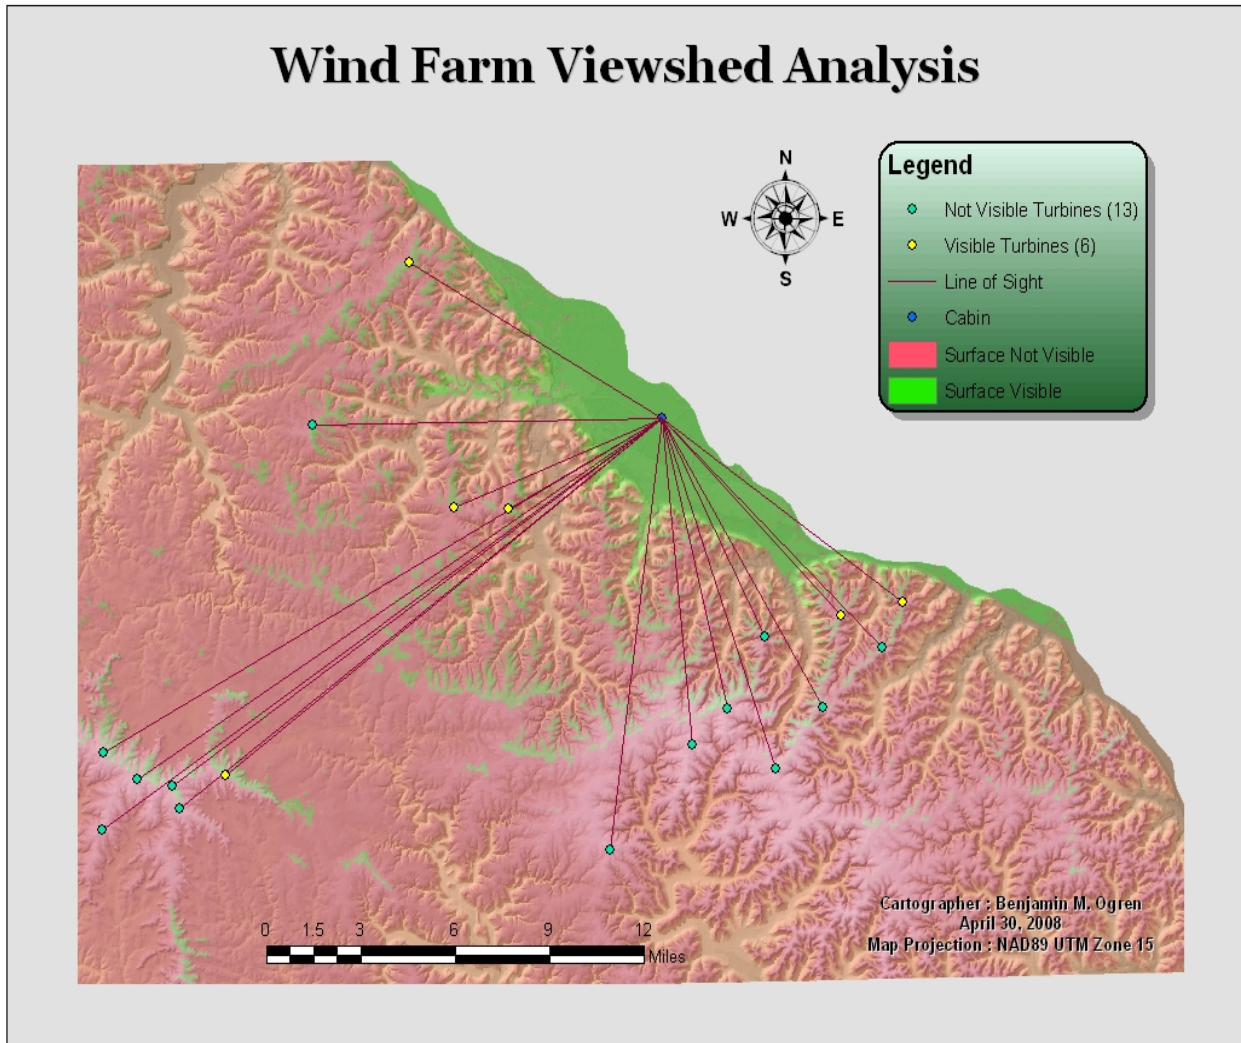 Wind Farm Viewshed Analysis
N
W
E
S
Legend
Not Visible Turbines (13)
Visible Turbines (6)
Line of Sight
Cabin
Surface Not Visible
Surface Visible
Cartographer : Benjamin M. Ogren
April 30, 2008
Map Projection : NAD89 UTM Zone 15
0 1.5 3 6 9 12
Miles